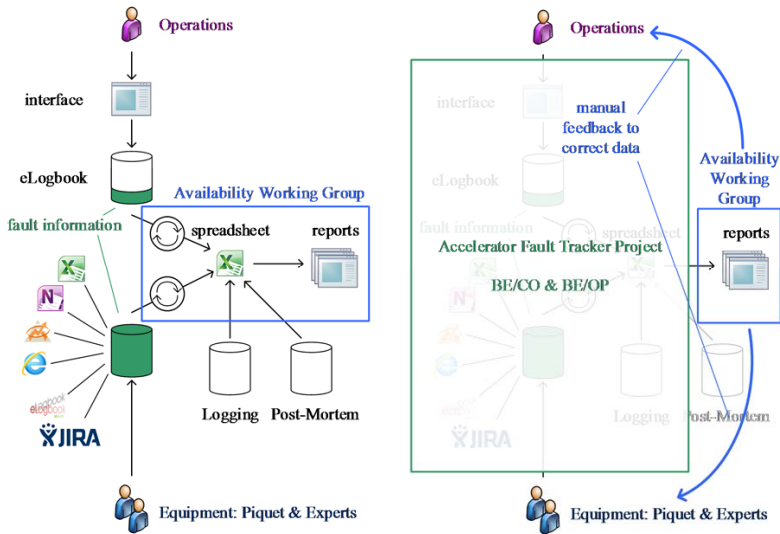 Operations
interface
eLogbook
Availability Working Group
fault information
spreadsheet
reports
eLogbook
JIRA
Logging
Post-Mortem
Equipment: Piquet & Experts
Operations
interface
manual
feedback to
correct data
eLogbook
Availability
Working
Group
fault information
spreadsheet
reports
Accelerator Fault Tracker Project
BE/CO & BE/OP
JIRA
Logging
Post-Mortem
Equipment: Piquet & Experts